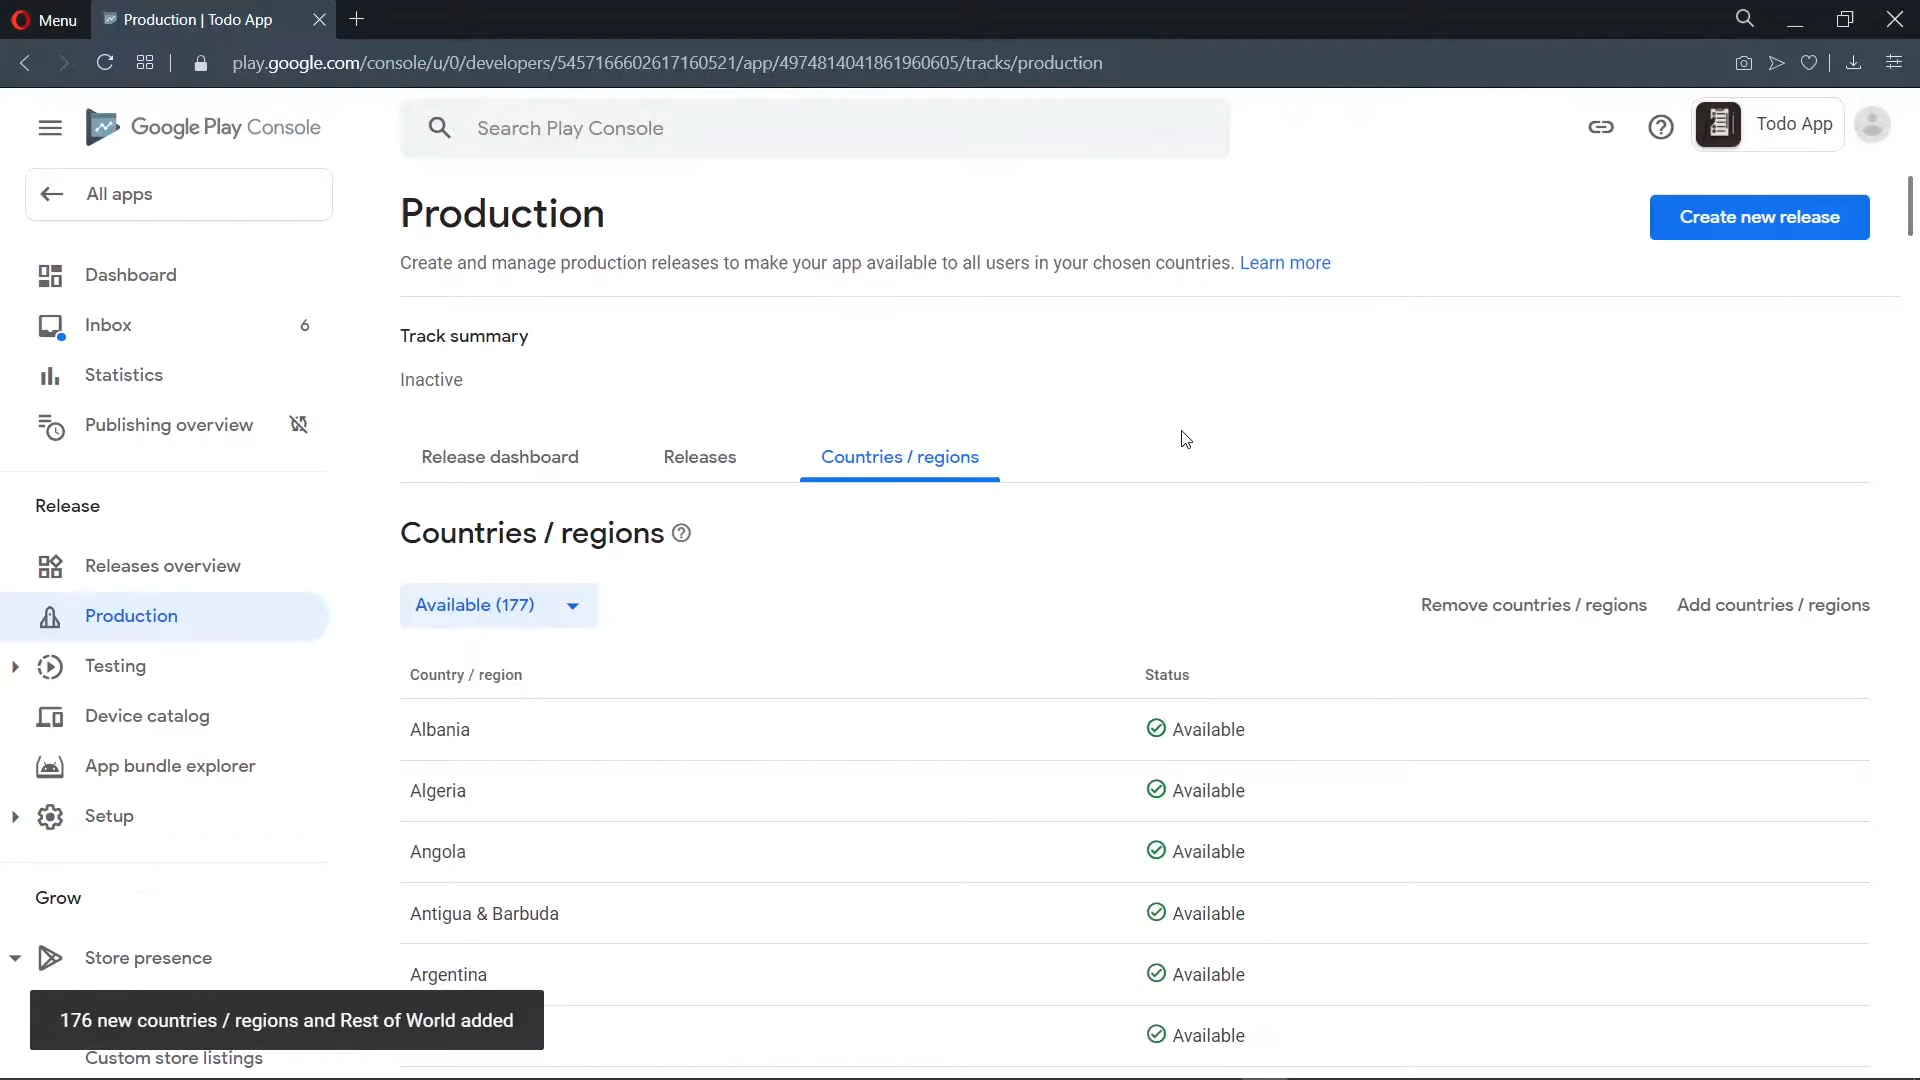 Menu
Production | Todo App
play.google.com/console/u/0/developers/5457166602617160521/app/4974814041861960605/tracks/production
Google Play Console
Search Play Console
Todo App
All apps
Production
Create new release
Create and manage production releases to make your app available to all users in your chosen countries. Learn more
Dashboard
Inbox 6
Statistics
Publishing overview
Track summary
Inactive
Release dashboard
Releases
Countries / regions
Release
Releases overview
Production
Testing
Device catalog
App bundle explorer
Setup
Grow
Store presence
Custom store listings
Countries / regions
Available (177)
Remove countries / regions
Add countries / regions
Country / region Status
Albania Available
Algeria Available
Angola Available
Antigua & Barbuda Available
Argentina Available
Available
176 new countries / regions and Rest of World added